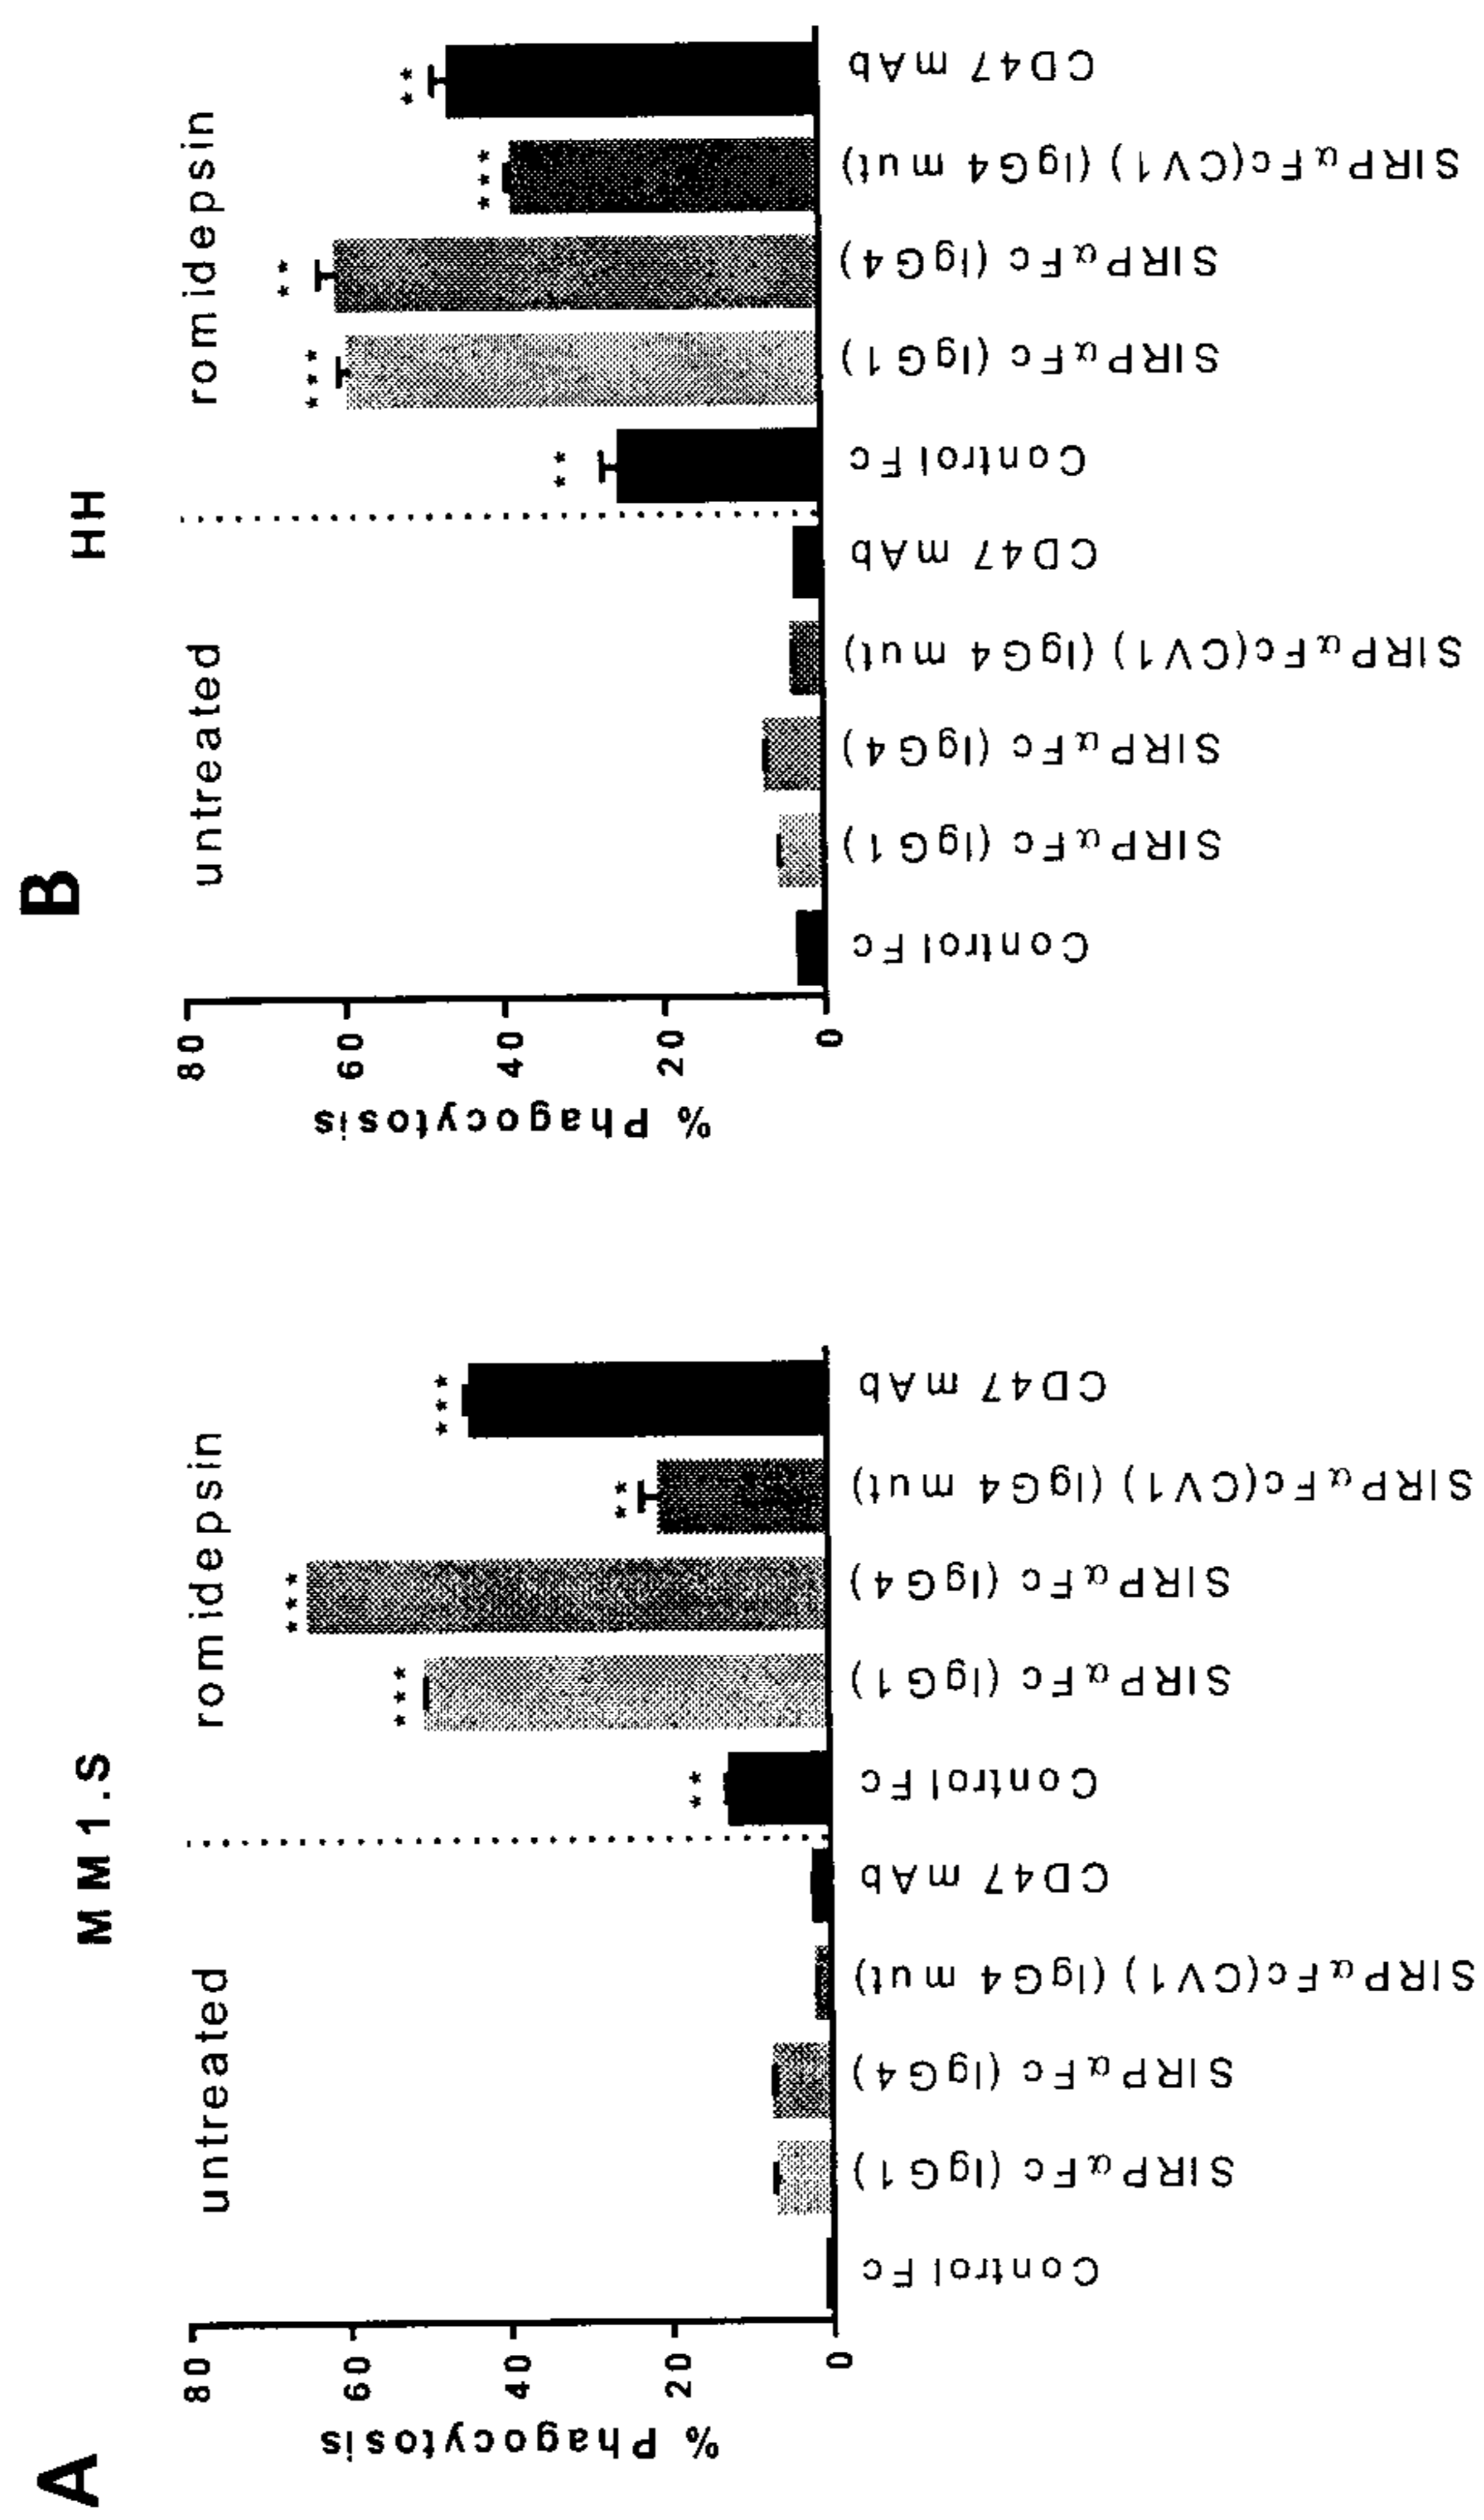 A
MM1.S
untreated
romidepsin
% Phagocytosis
80
60
40
20
0
***
***
***
**
**
Control Fc
SIRPαFc (IgG1)
SIRPαFc (IgG4)
SIRPαFc(CV1) (IgG4 mut)
CD47 mAb
Control Fc
SIRPαFc (IgG1)
SIRPαFc (IgG4)
SIRPαFc(CV1) (IgG4 mut)
CD47 mAb
B
HH
untreated
romidepsin
% Phagocytosis
80
60
40
20
0
**
***
**
***
**
Control Fc
SIRPαFc (IgG1)
SIRPαFc (IgG4)
SIRPαFc(CV1) (IgG4 mut)
CD47 mAb
Control Fc
SIRPαFc (IgG1)
SIRPαFc (IgG4)
SIRPαFc(CV1) (IgG4 mut)
CD47 mAb